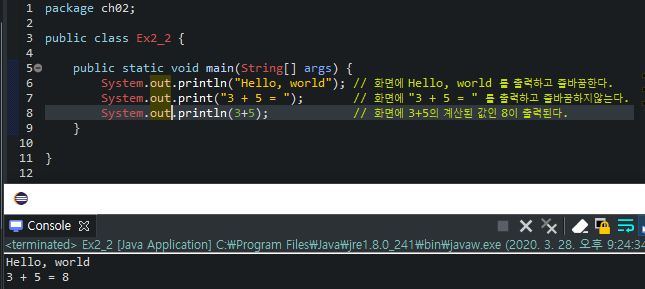 1 package ch02;
2
3 public class Ex2_2 {
4
5 public static void main(String[] args) {
6 System.out.println("Hello, world"); // 화면에 Hello, world 를 출력하고 줄바꿈한다.
7 System.out.print("3 + 5 = "); // 화면에 "3 + 5 = " 를 출력하고 줄바꿈하지않는다.
8 System.out.println(3+5); // 화면에 3+5의 계산된 값인 8이 출력된다.
9 }
10
11 }
12
Console
<terminated> Ex2_2 [Java Application] C:₩Program Files₩Java₩jre1.8.0_241₩bin₩javaw.exe (2020. 3. 28. 오후 9:24:34
Hello, world
3 + 5 = 8